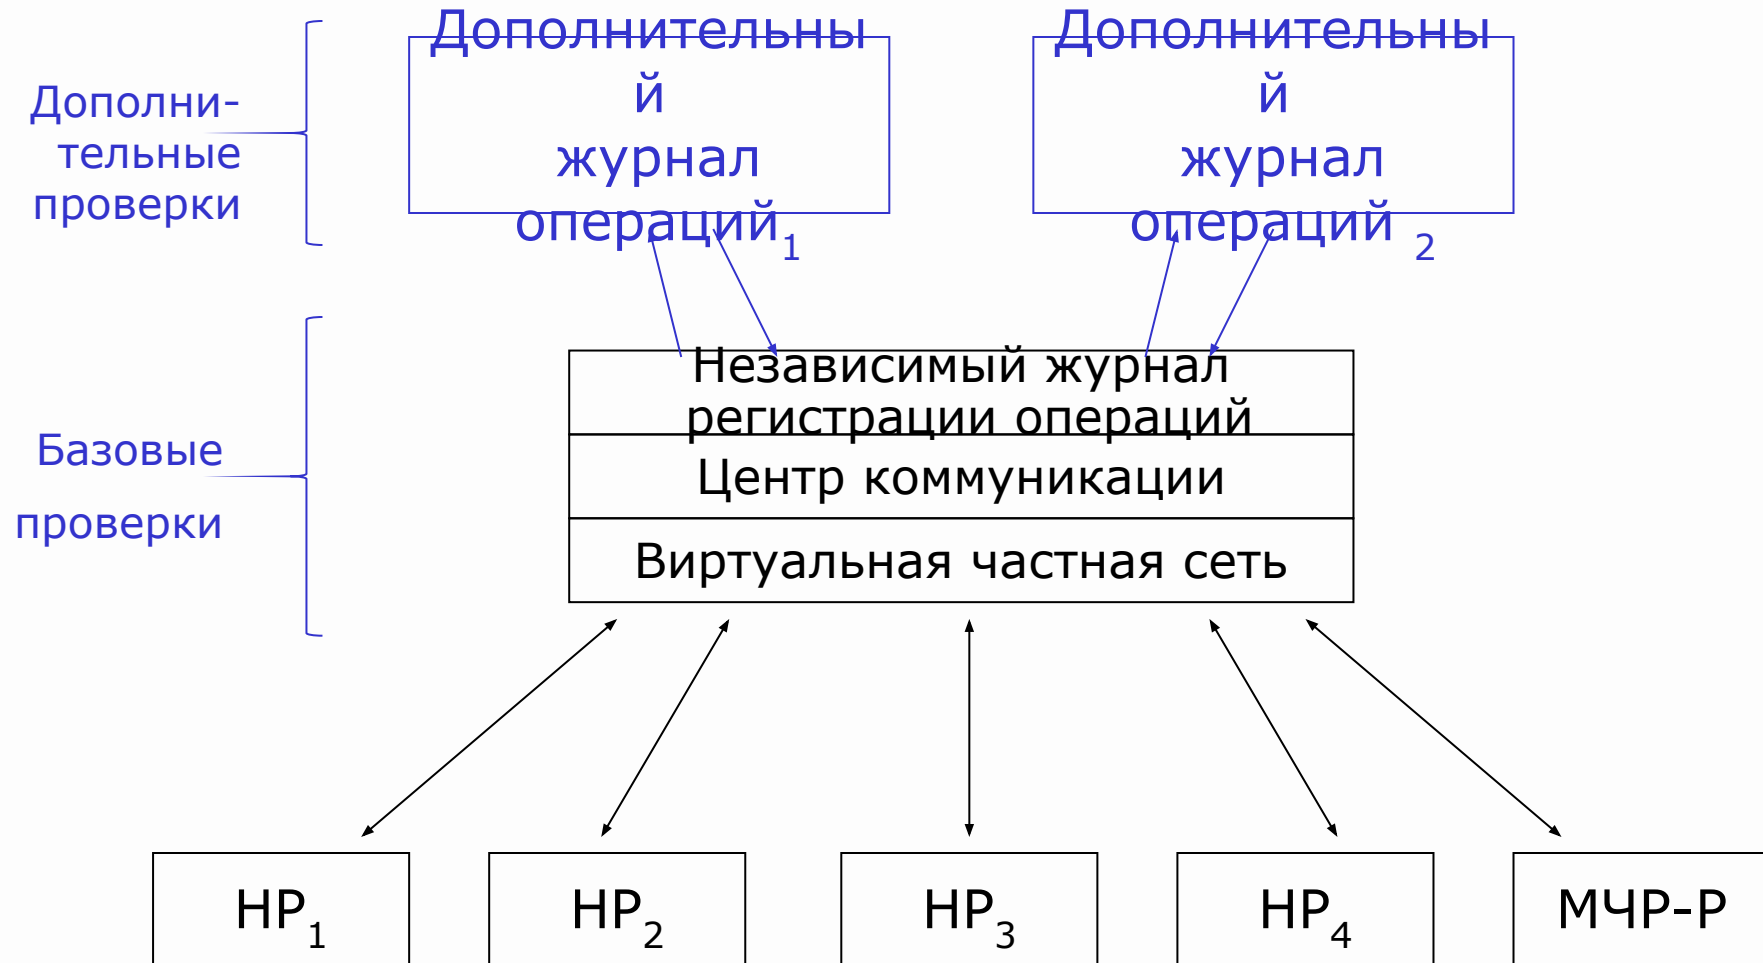 Дополнительны
й
журнал
операций1
Дополнительны
й
журнал
операций 2
Дополни-
тельные
проверки
Независимый журнал
регистрации операций
Центр коммуникации
Виртуальная частная сеть
Базовые
проверки
НР1
НР2
НР3
НР4
МЧР-Р